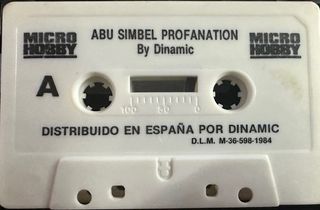 MICRO HOBBY
ABU SIMBEL PROFANATION
By Dinamic
MICRO HOBBY
A
100 50 0
DISTRIBUIDO EN ESPAÑA POR DINAMIC
D.L.M. M-36-598-1984